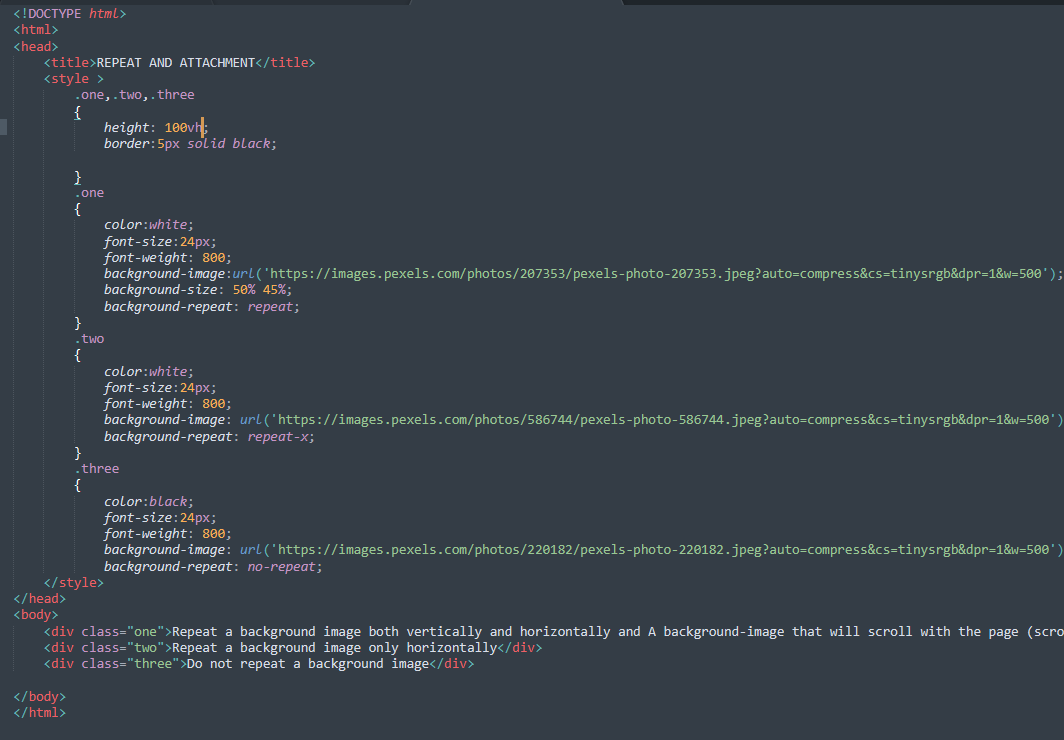 <!DOCTYPE html>
<html>
<head>
<title>REPEAT AND ATTACHMENT</title>
<style >
.one,.two,.three
{
height: 100vh;
border:5px solid black;
}
.one
{
color:white;
font-size:24px;
font-weight: 800;
background-image:url('https://images.pexels.com/photos/207353/pexels-photo-207353.jpeg?auto=compress&cs=tinysrgb&dpr=1&w=500');
background-size: 50% 45%;
background-repeat: repeat;
}
.two
{
color:white;
font-size:24px;
font-weight: 800;
background-image: url('https://images.pexels.com/photos/586744/pexels-photo-586744.jpeg?auto=compress&cs=tinysrgb&dpr=1&w=500')
background-repeat: repeat-x;
}
.three
{
color:black;
font-size:24px;
font-weight: 800;
background-image: url('https://images.pexels.com/photos/220182/pexels-photo-220182.jpeg?auto=compress&cs=tinysrgb&dpr=1&w=500')
background-repeat: no-repeat;
</style>
</head>
<body>
<div class="one">Repeat a background image both vertically and horizontally and A background-image that will scroll with the page (scro
<div class="two">Repeat a background image only horizontally</div>
<div class="three">Do not repeat a background image</div>
</body>
</html>